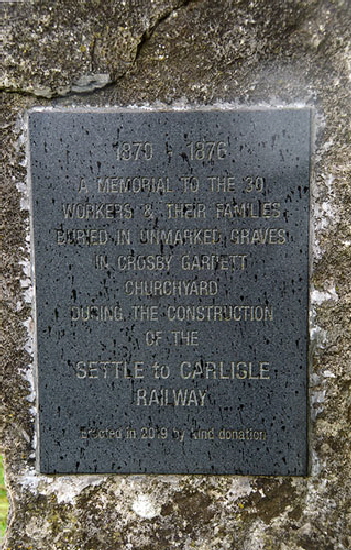 1870 - 1876
A MEMORIAL TO THE 30
WORKERS & THEIR FAMILIES
BURIED IN UNMARKED GRAVES
IN CROSBY GARRETT
CHURCHYARD
DURING THE CONSTRUCTION
OF THE
SETTLE to CARLISLE
RAILWAY
Erected in 2019 by kind donation